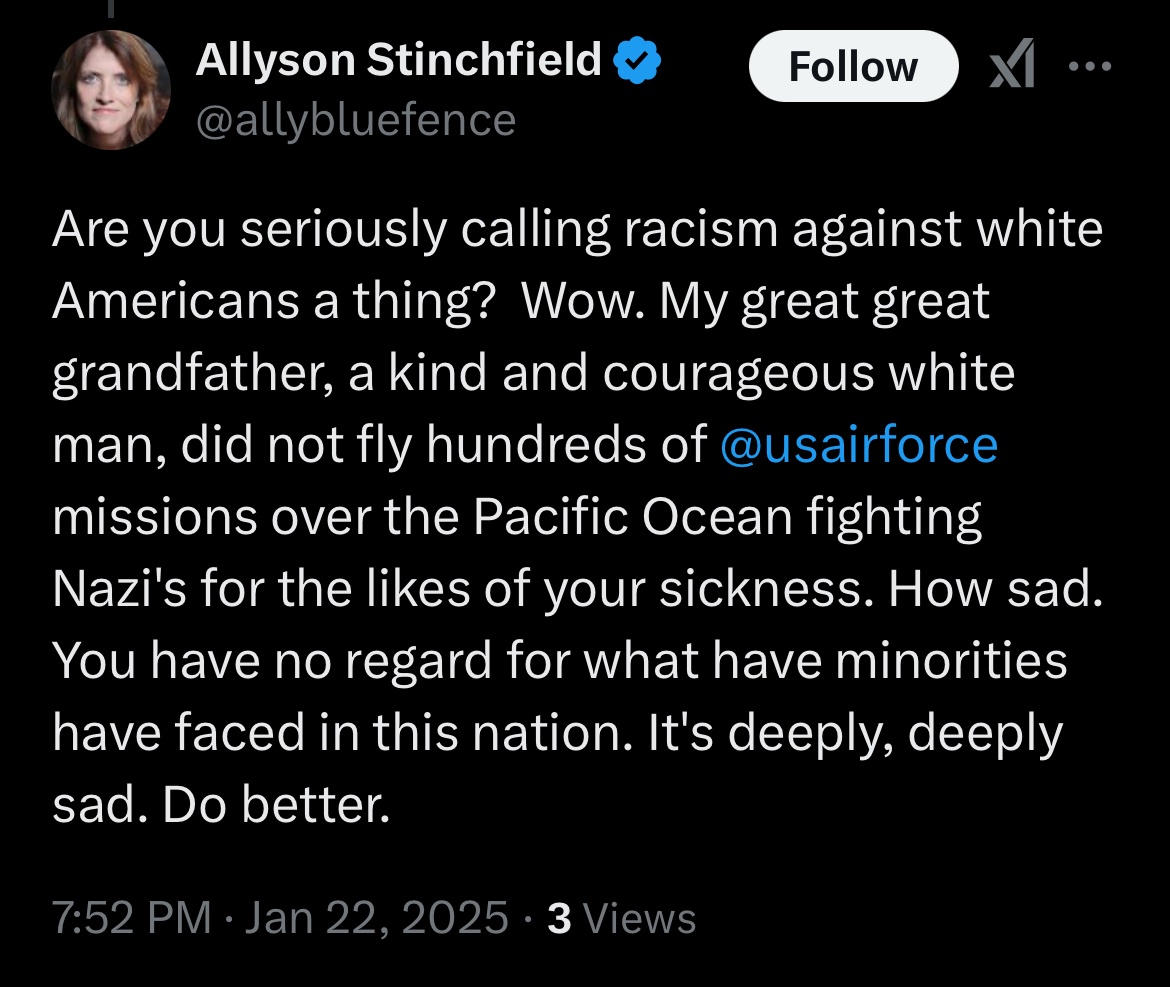 Allyson Stinchfield
Follow
@allybluefence
Are you seriously calling racism against white
Americans a thing?  Wow. My great great
grandfather, a kind and courageous white
man, did not fly hundreds of @usairforce
missions over the Pacific Ocean fighting
Nazi's for the likes of your sickness. How sad.
You have no regard for what have minorities
have faced in this nation. It's deeply, deeply
sad. Do better.
7:52 PM · Jan 22, 2025 · 3 Views